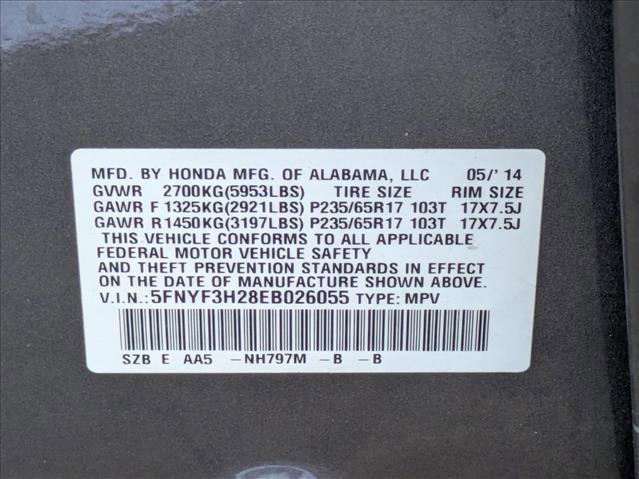 MFD. BY HONDA MFG. OF ALABAMA, LLC 05/'14
GVWR 2700KG(5953LBS) TIRE SIZE RIM SIZE
GAWR F 1325KG(2921LBS) P235/65R17 103T 17X7.5J
GAWR R1450KG(3197LBS) P235/65R17 103T 17X7.5J
THIS VEHICLE CONFORMS TO ALL APPLICABLE
FEDERAL MOTOR VEHICLE SAFETY
AND THEFT PREVENTION STANDARDS IN EFFECT
ON THE DATE OF MANUFACTURE SHOWN ABOVE.
V.I.N.: 5FNYF3H28EB026055 TYPE: MPV
SZB E AA5 -NH797M -B -B